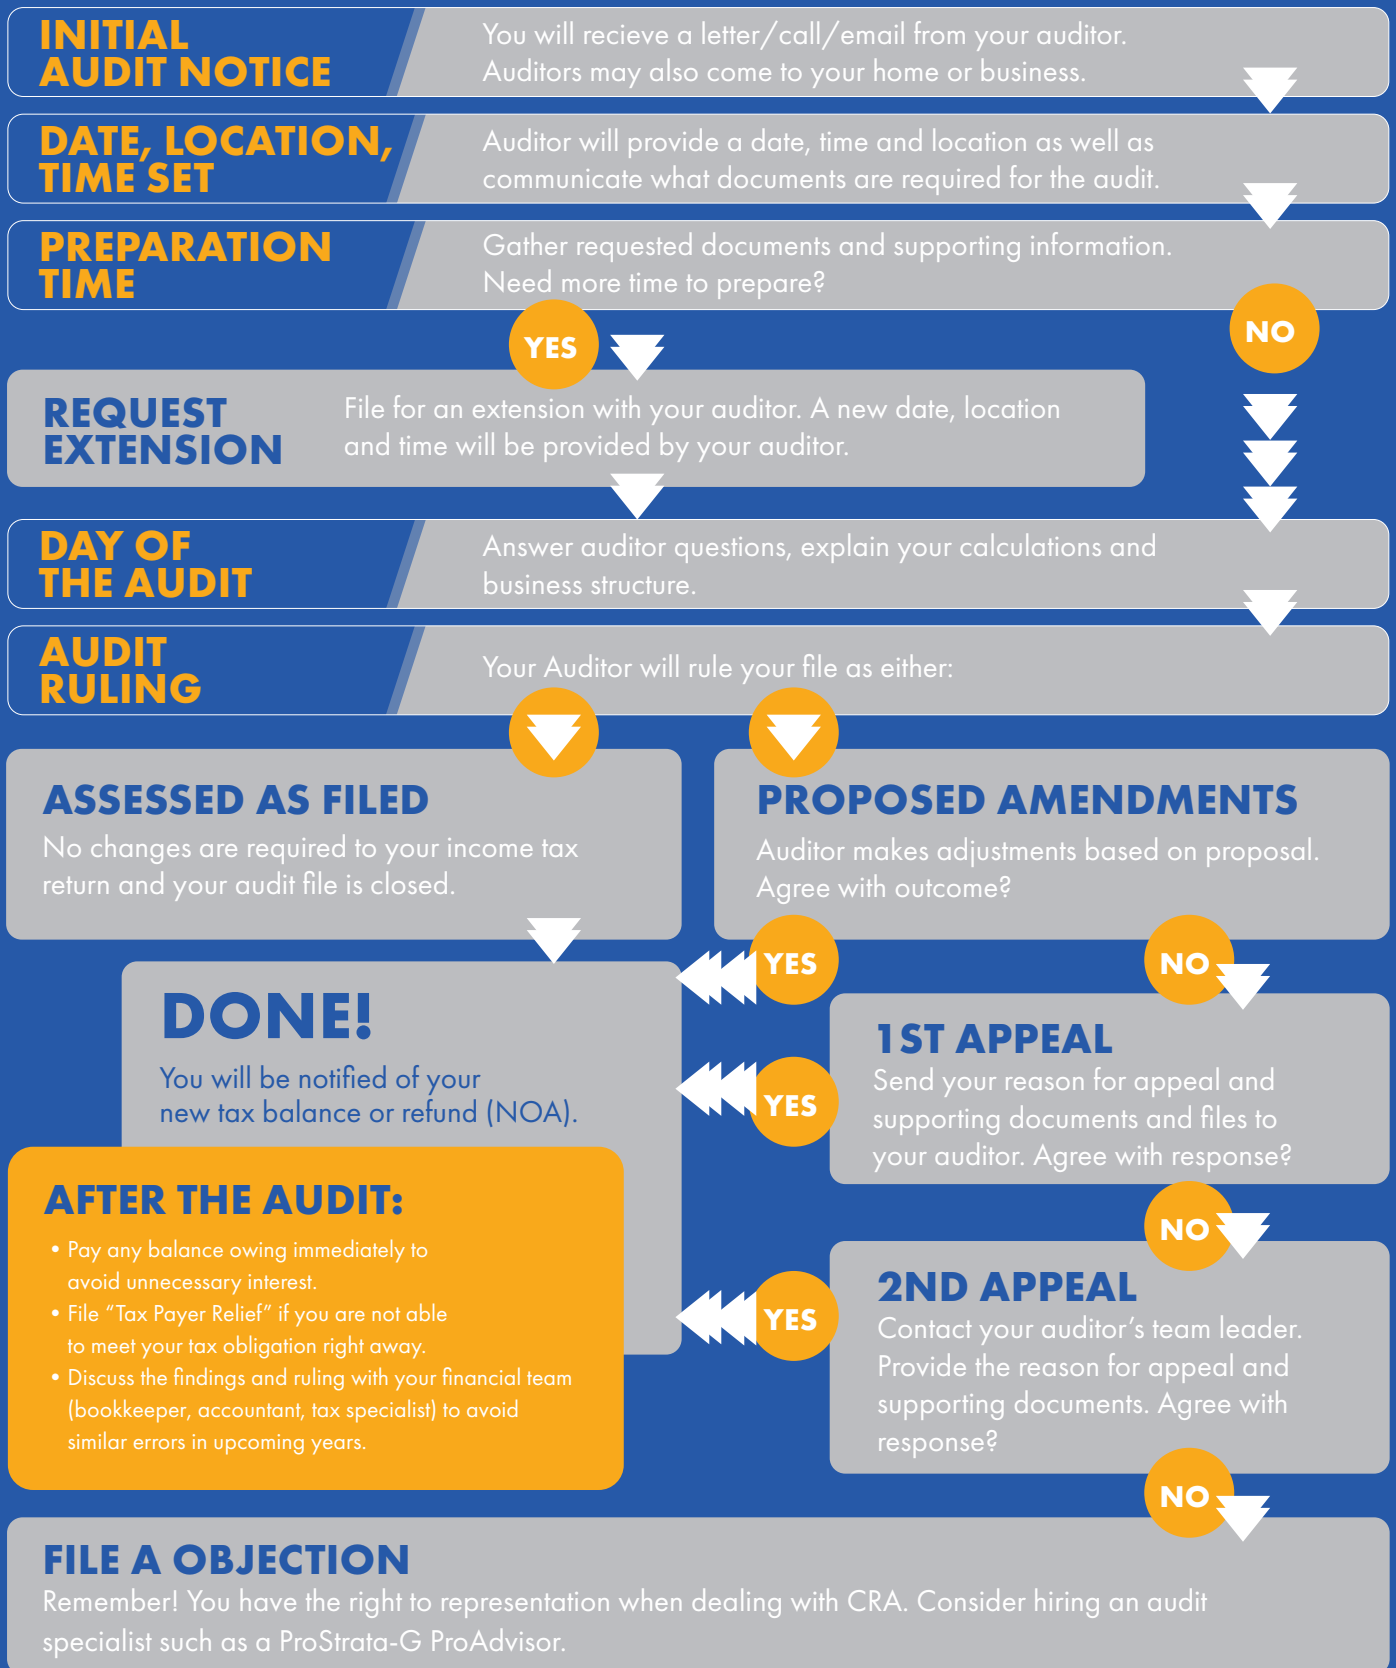 INITIAL
AUDIT NOTICE
You will recieve a letter/call/email from your auditor.
Auditors may also come to your home or business.
DATE, LOCATION,
TIME SET
Auditor will provide a date, time and location as well as
communicate what documents are required for the audit.
PREPARATION
TIME
Gather requested documents and supporting information.
Need more time to prepare?
YES
NO
REQUEST
EXTENSION
File for an extension with your auditor. A new date, location
and time will be provided by your auditor.
DAY OF
THE AUDIT
Answer auditor questions, explain your calculations and
business structure.
AUDIT
RULING
Your Auditor will rule your file as either:
ASSESSED AS FILED
No changes are required to your income tax
return and your audit file is closed.
PROPOSED AMENDMENTS
Auditor makes adjustments based on proposal.
Agree with outcome?
YES
NO
DONE!
You will be notified of your
new tax balance or refund (NOA).
1ST APPEAL
Send your reason for appeal and
supporting documents and files to
your auditor. Agree with response?
YES
NO
AFTER THE AUDIT:
• Pay any balance owing immediately to
avoid unnecessary interest.
• File “Tax Payer Relief” if you are not able
to meet your tax obligation right away.
• Discuss the findings and ruling with your financial team
(bookkeeper, accountant, tax specialist) to avoid
similar errors in upcoming years.
2ND APPEAL
Contact your auditor’s team leader.
Provide the reason for appeal and
supporting documents. Agree with
response?
YES
NO
FILE A OBJECTION
Remember! You have the right to representation when dealing with CRA. Consider hiring an audit
specialist such as a ProStrata-G ProAdvisor.